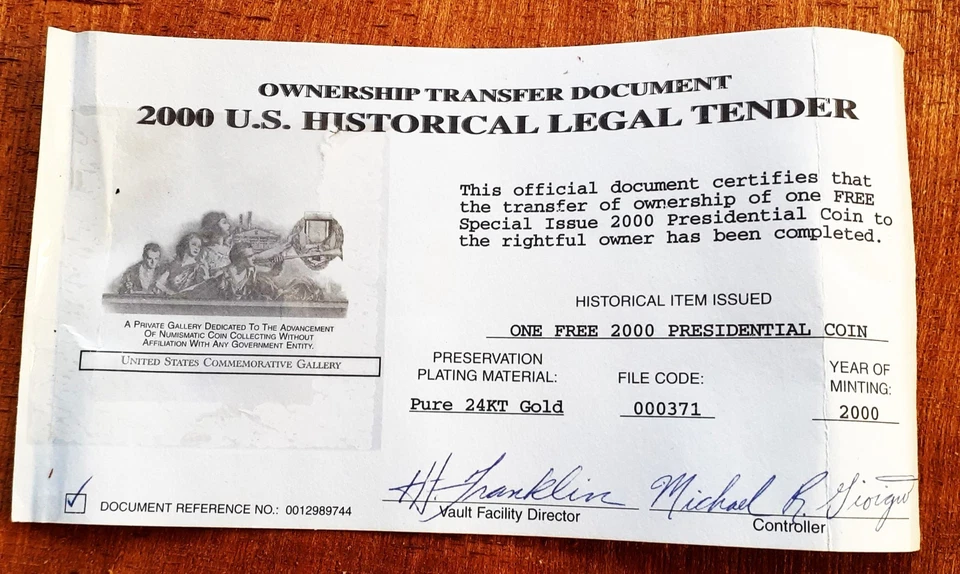 OWNERSHIP TRANSFER DOCUMENT
2000 U.S. HISTORICAL LEGAL TENDER
This official document certifies that
the transfer of ownership of one FREE
Special Issue 2000 Presidential Coin to
the rightful owner has been completed.
A PRIVATE GALLERY DEDICATED TO THE ADVANCEMENT
OF NUMISMATIC COIN COLLECTING WITHOUT
AFFILIATION WITH ANY GOVERNMENT ENTITY.
UNITED STATES COMMEMORATIVE GALLERY
HISTORICAL ITEM ISSUED
ONE FREE 2000 PRESIDENTIAL COIN
PRESERVATION
PLATING MATERIAL:
Pure 24KT Gold
FILE CODE:
000371
YEAR OF
MINTING:
2000
DOCUMENT REFERENCE NO.: 0012989744
H. Franklin
Vault Facility Director
Michael R.
Controller